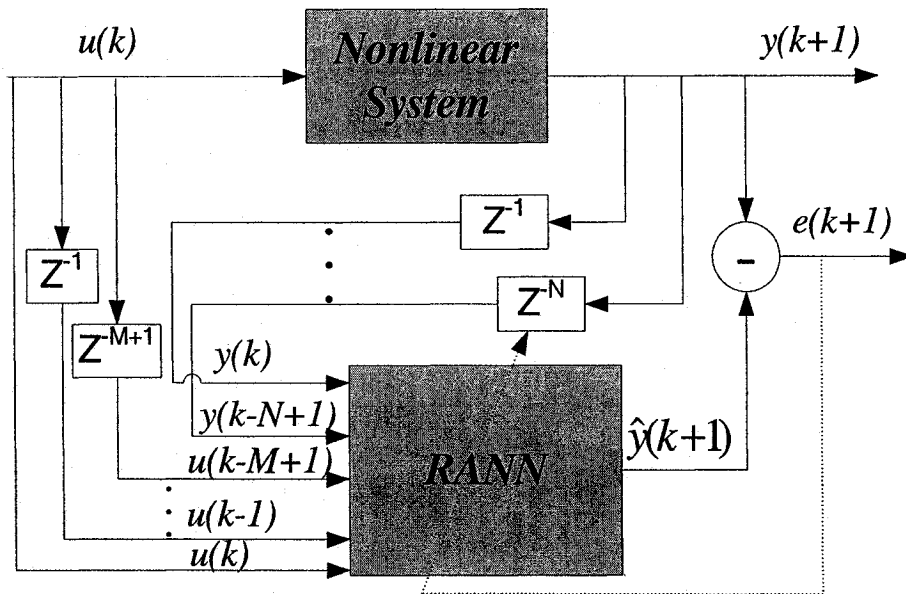 u(k)
Nonlinear
System
y(k+1)
Z⁻¹
e(k+1)
Z⁻¹
-
Z⁻ᴺ
Z⁻ᴹ⁺¹
y(k)
y(k-N+1)
ŷ(k+1)
u(k-M+1)
RANN
u(k-1)
u(k)